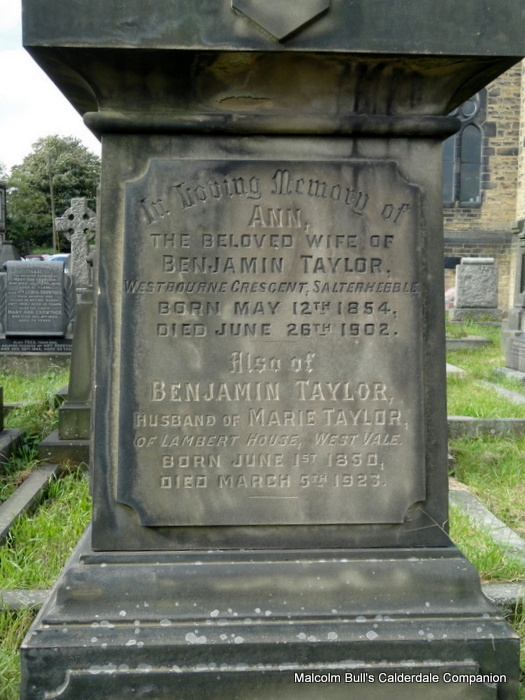 In Loving Memory of
ANN,
THE BELOVED WIFE OF
BENJAMIN TAYLOR,
WESTBOURNE CRESCENT, SALTERHEBBLE
BORN MAY 12TH 1854,
DIED JUNE 26TH 1902.
Also of
BENJAMIN TAYLOR,
HUSBAND OF MARIE TAYLOR,
OF LAMBERT HOUSE, WEST VALE.
BORN JUNE 1ST 1850,
DIED MARCH 5TH 1923.
Malcolm Bull's Calderdale Companion